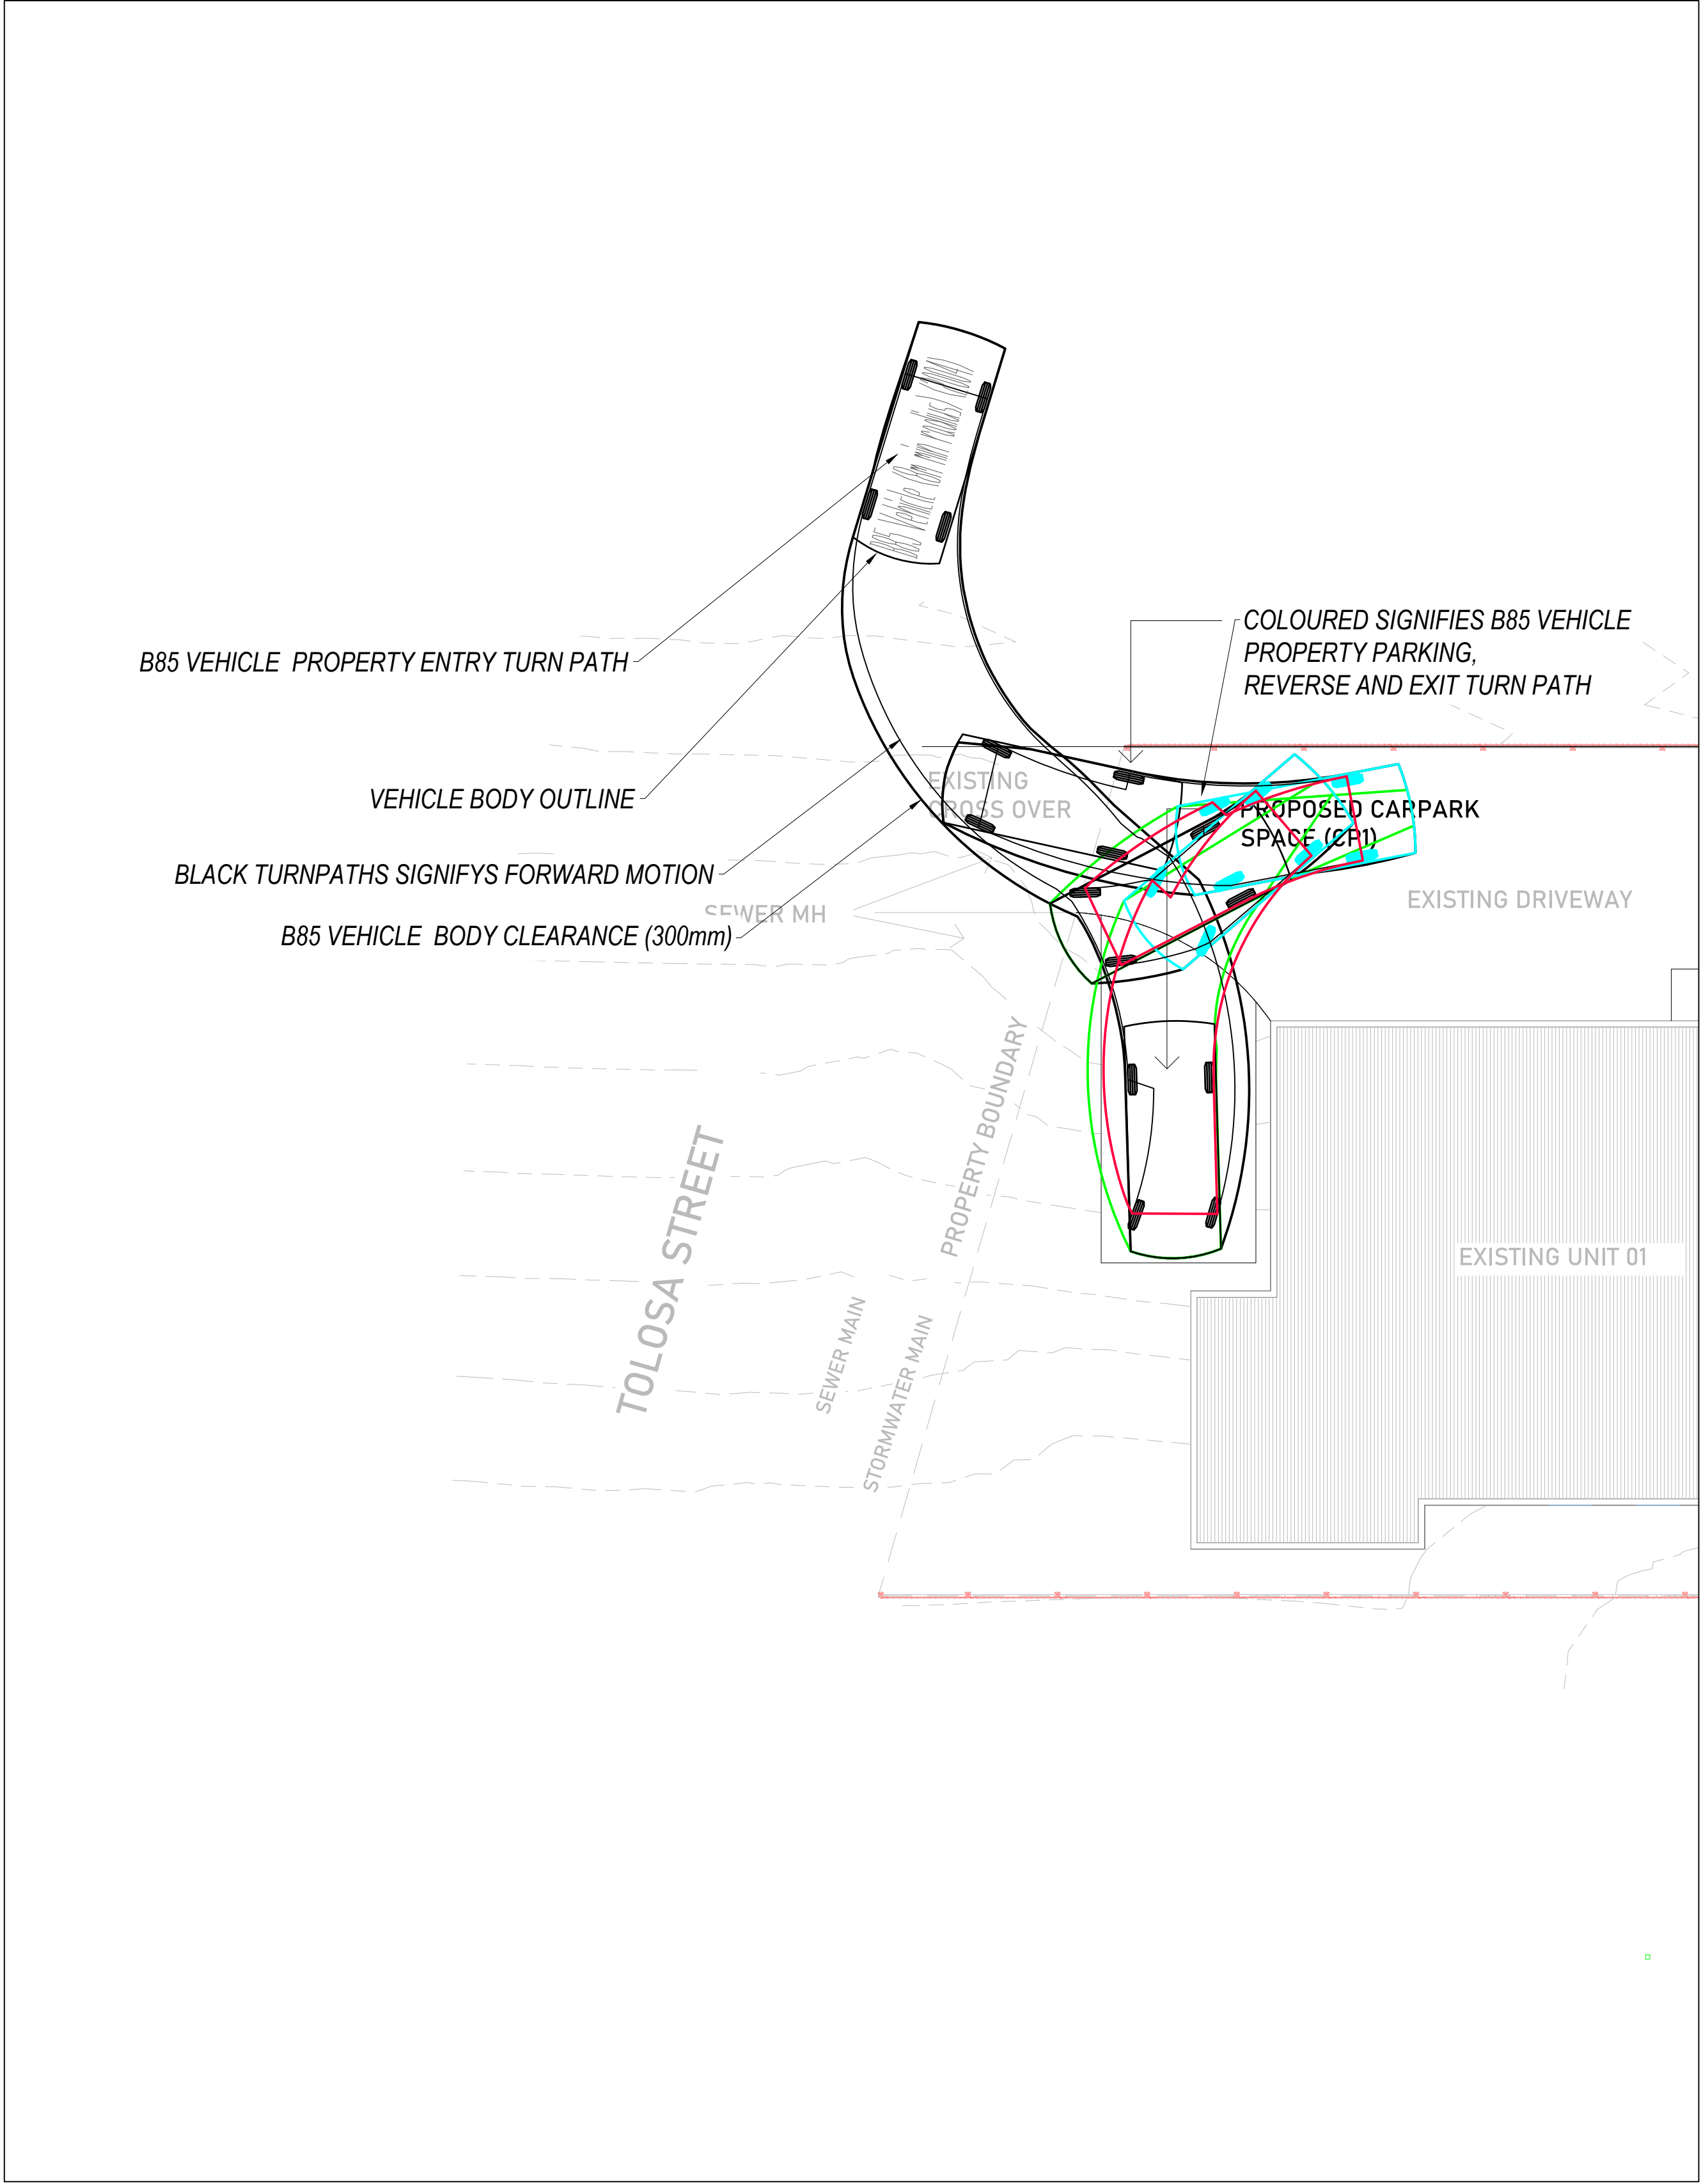 B85 Vehicle (8m min radius) (2004)
COLOURED SIGNIFIES B85 VEHICLE
PROPERTY PARKING,
REVERSE AND EXIT TURN PATH
B85 VEHICLE PROPERTY ENTRY TURN PATH
EXISTING
CROSS OVER
VEHICLE BODY OUTLINE
PROPOSED CARPARK
SPACE (CP1)
BLACK TURNPATHS SIGNIFYS FORWARD MOTION
EXISTING DRIVEWAY
SEWER MH
B85 VEHICLE BODY CLEARANCE (300mm)
PROPERTY BOUNDARY
TOLOSA STREET
EXISTING UNIT 01
SEWER MAIN
STORMWATER MAIN